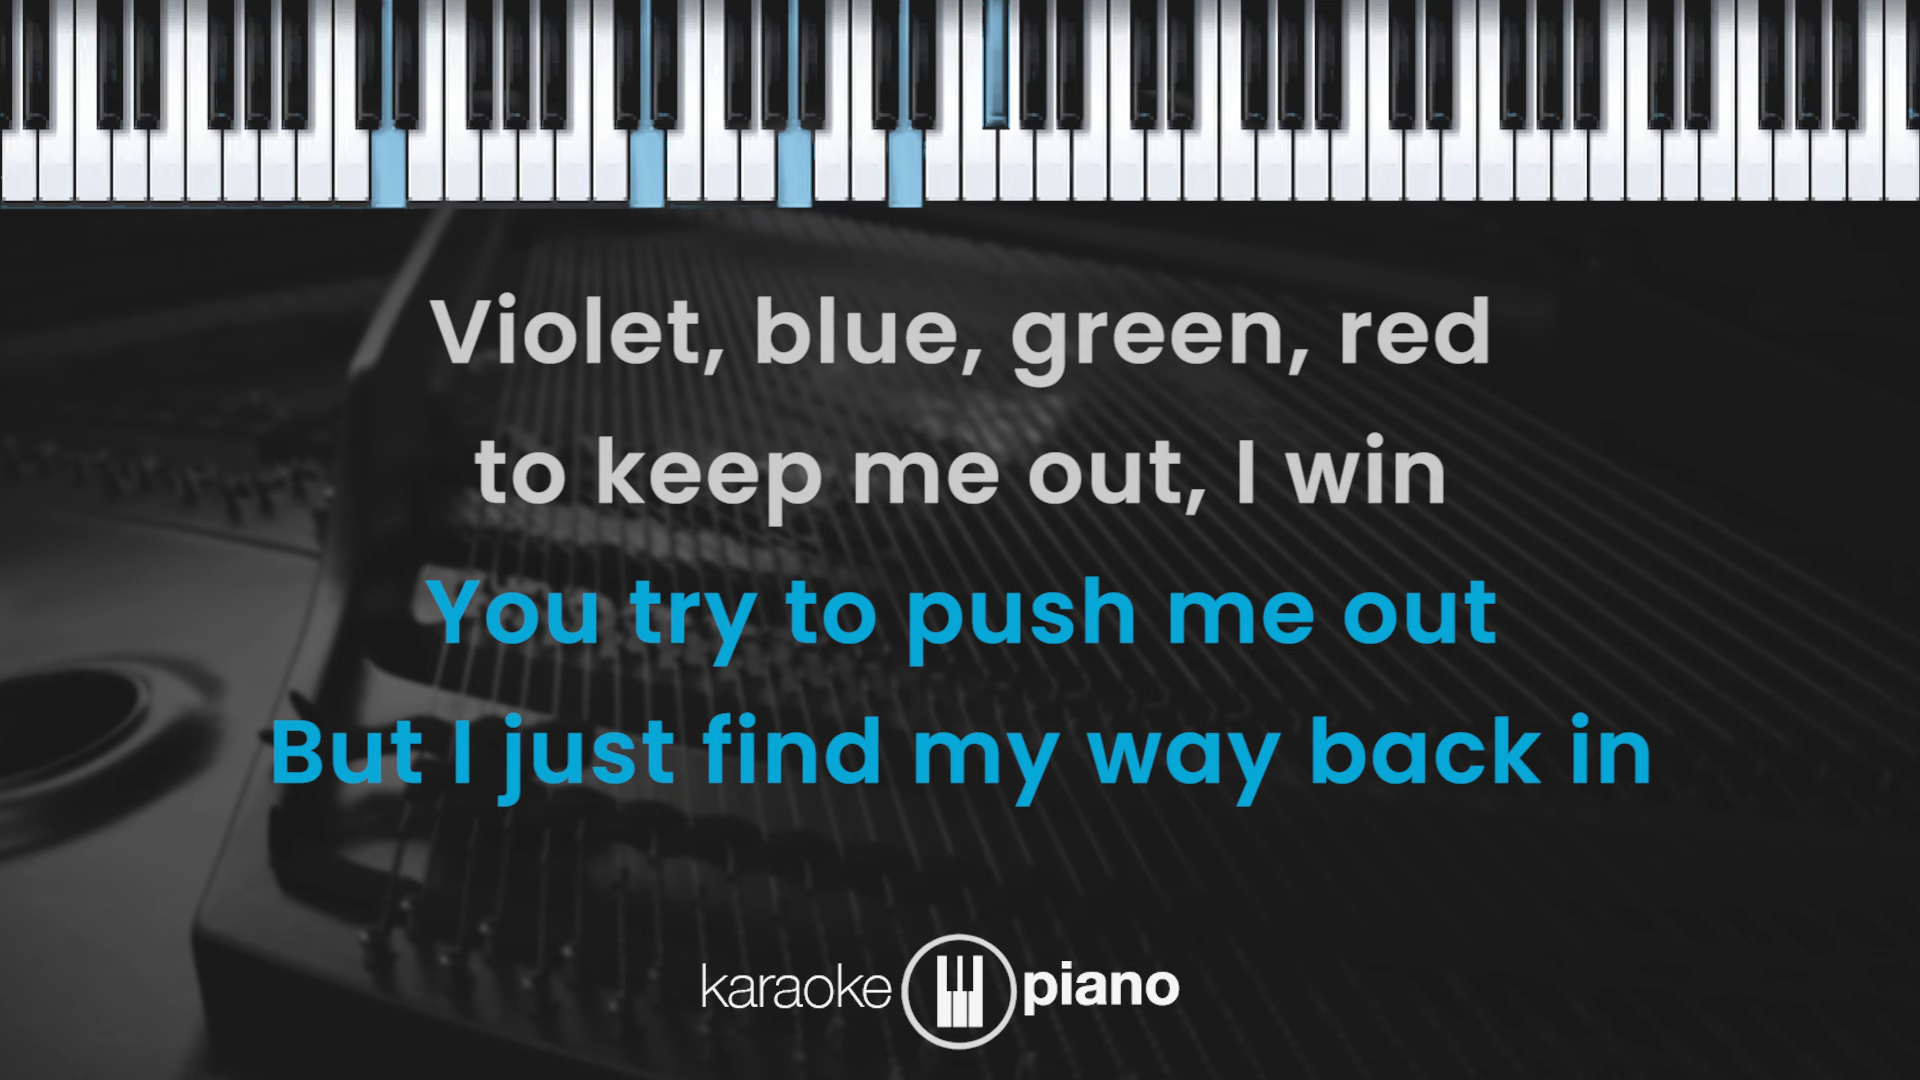 Violet, blue, green, red
to keep me out, I win
You try to push me out
But I just find my way back in
karaoke piano